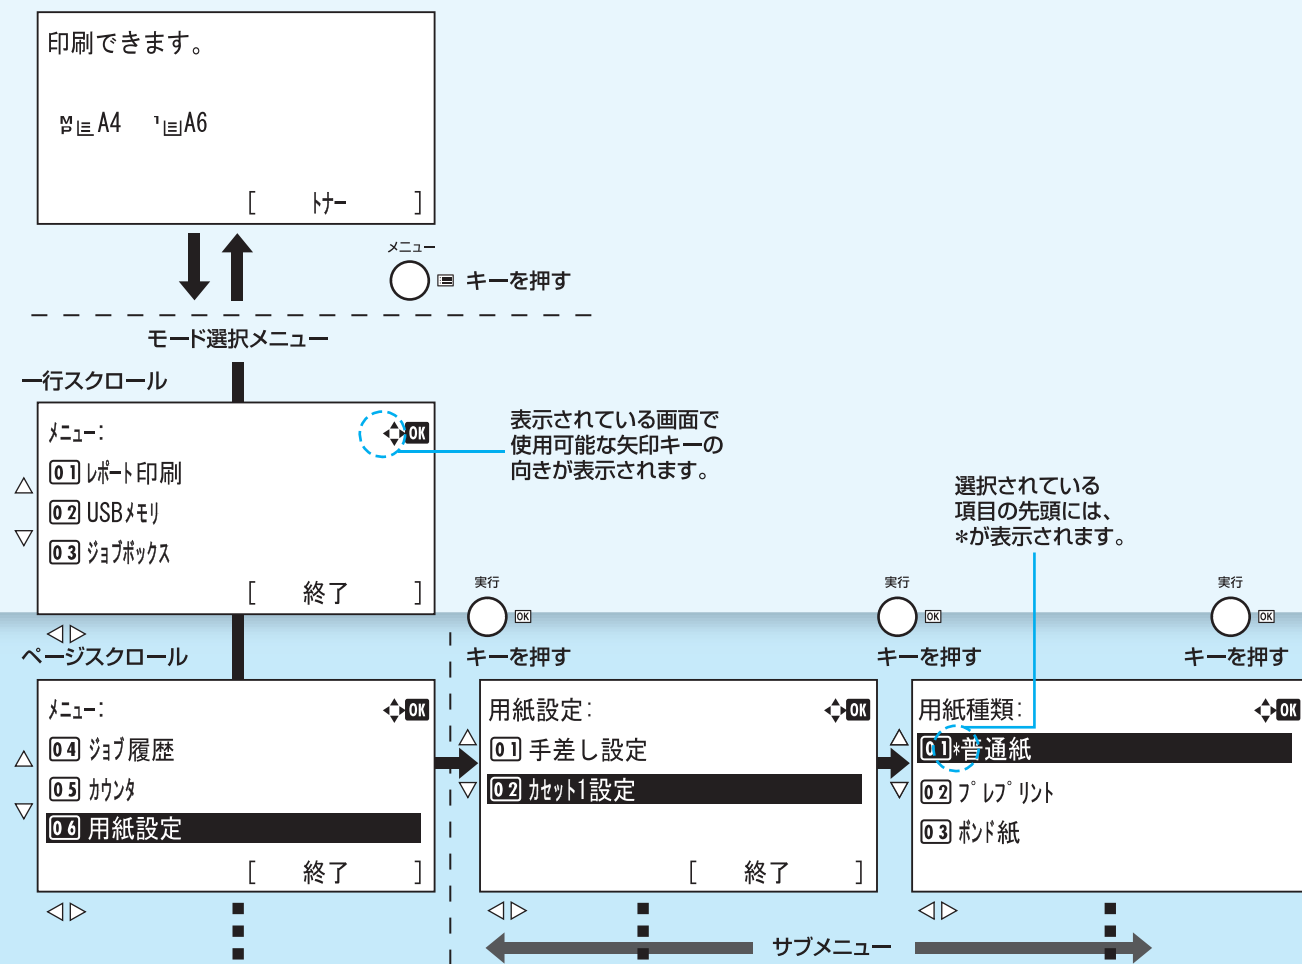 印刷できます。
MP A4 1 A6
[ トナー ]
メニュー
キーを押す
モード選択メニュー
一行スクロール
メニュー: OK
01 レポート印刷
02 USBメモリ
03 ジョブボックス
[ 終了 ]
表示されている画面で
使用可能な矢印キーの
向きが表示されます。
選択されている
項目の先頭には、
*が表示されます。
ページスクロール
メニュー: OK
04 ジョブ履歴
05 カウンタ
06 用紙設定
[ 終了 ]
実行
OK
キーを押す
用紙設定: OK
01 手差し設定
02 カセット1設定
[ 終了 ]
実行
OK
キーを押す
用紙種類: OK
01 *普通紙
02 プレプリント
03 ボンド紙
実行
OK
キーを押す
サブメニュー